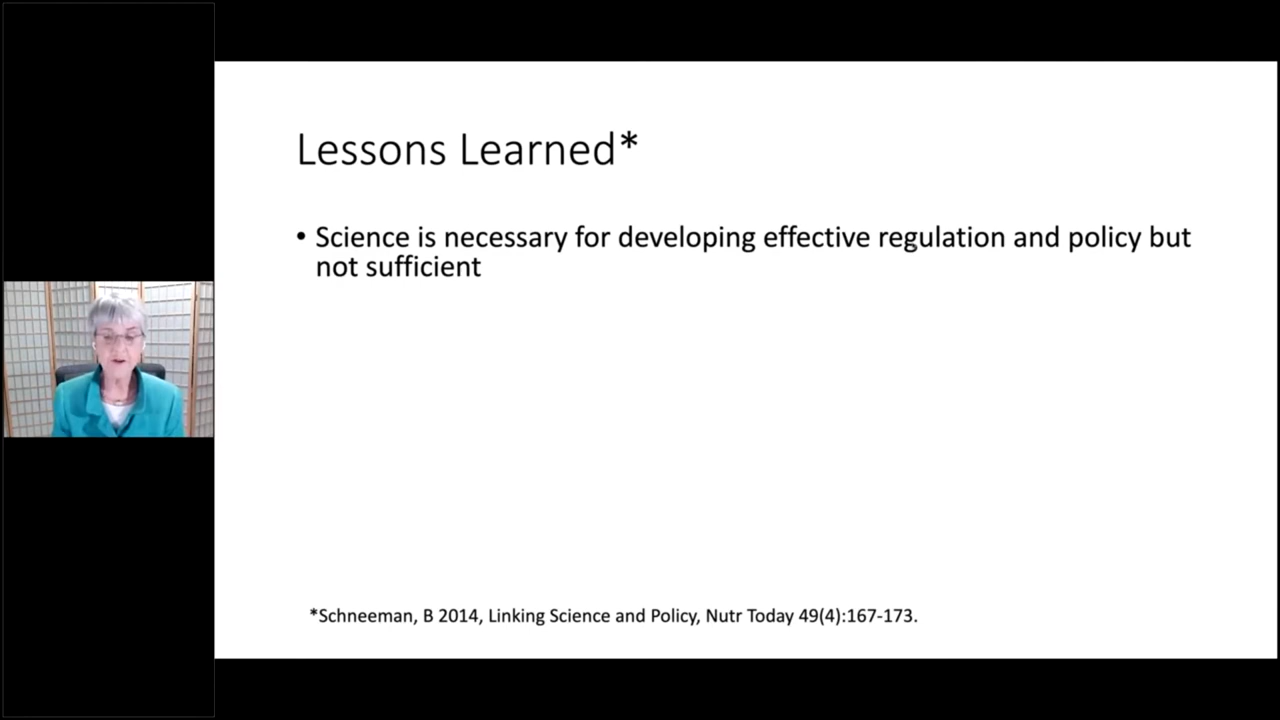 Lessons Learned*
• Science is necessary for developing effective regulation and policy but
not sufficient
*Schneeman, B 2014, Linking Science and Policy, Nutr Today 49(4):167-173.